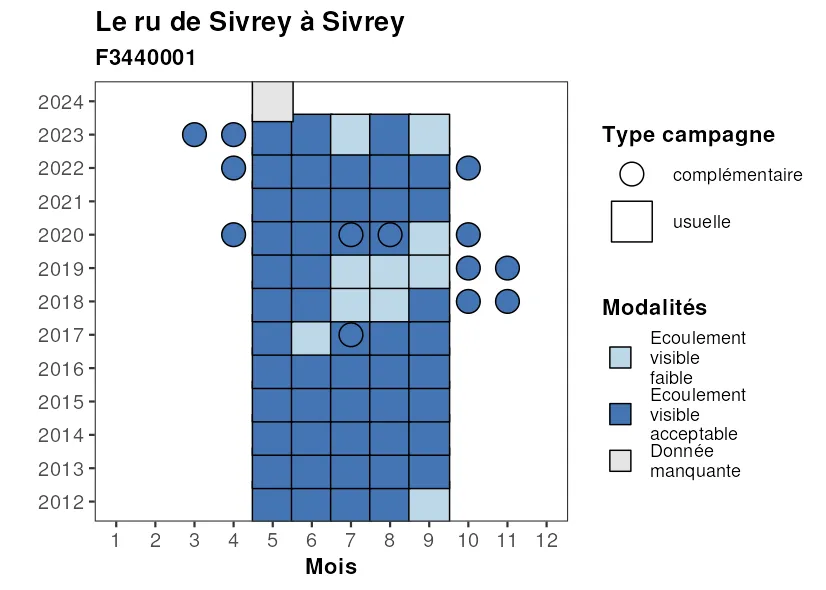 Le ru de Sivrey à Sivrey
F3440001
2024
2023
2022
2021
2020
2019
2018
2017
2016
2015
2014
2013
2012
1 2 3 4 5 6 7 8 9 10 11 12
Mois
Type campagne
complémentaire
usuelle
Modalités
Ecoulement
visible
faible
Ecoulement
visible
acceptable
Donnée
manquante